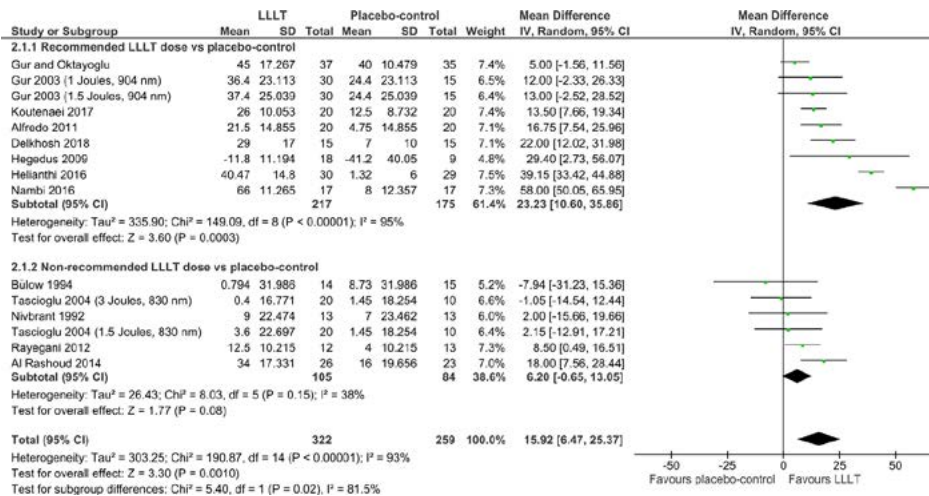 LLLT Placebo-control Mean Difference Mean Difference
Study or Subgroup Mean SD Total Mean SD Total Weight IV, Random, 95% CI IV, Random, 95% CI
2.1.1 Recommended LLLT dose vs placebo-control
Gur and Oktayoglu 45 17.267 37 40 10.479 35 7.4% 5.00 [-1.56, 11.56]
Gur 2003 (1 Joules, 904 nm) 36.4 23.113 30 24.4 23.113 15 6.5% 12.00 [-2.33, 26.33]
Gur 2003 (1.5 Joules, 904 nm) 37.4 25.039 30 24.4 25.039 15 6.4% 13.00 [-2.52, 28.52]
Koutenaei 2017 26 10.053 20 12.5 8.732 20 7.4% 13.50 [7.66, 19.34]
Alfredo 2011 21.5 14.855 20 4.75 14.855 20 7.1% 16.75 [7.54, 25.96]
Delkhosh 2018 29 17 15 7 10 15 7.1% 22.00 [12.02, 31.98]
Hegedus 2009 -11.8 11.194 18 -41.2 40.05 9 4.8% 29.40 [2.73, 56.07]
Helianthi 2016 40.47 14.8 30 1.32 6 29 7.4% 39.15 [33.42, 44.88]
Nambi 2016 66 11.265 17 8 12.357 17 7.3% 58.00 [50.05, 65.95]
Subtotal (95% CI) 217 175 61.4% 23.23 [10.60, 35.86]
Heterogeneity: Tau² = 335.90; Chi² = 149.09, df = 8 (P < 0.00001); I² = 95%
Test for overall effect: Z = 3.60 (P = 0.0003)
2.1.2 Non-recommended LLLT dose vs placebo-control
Bülow 1994 0.794 31.986 14 8.73 31.986 15 5.2% -7.94 [-31.23, 15.36]
Tascioglu 2004 (3 Joules, 830 nm) 0.4 16.771 20 1.45 18.254 10 6.6% -1.05 [-14.54, 12.44]
Nivbrant 1992 9 22.474 13 7 23.462 13 6.0% 2.00 [-15.66, 19.66]
Tascioglu 2004 (1.5 Joules, 830 nm) 3.6 22.697 20 1.45 18.254 10 6.4% 2.15 [-12.91, 17.21]
Rayegani 2012 12.5 10.215 12 4 10.215 13 7.3% 8.50 [0.49, 16.51]
Al Rashoud 2014 34 17.331 26 16 19.656 23 7.0% 18.00 [7.56, 28.44]
Subtotal (95% CI) 105 84 38.6% 6.20 [-0.65, 13.05]
Heterogeneity: Tau² = 26.43; Chi² = 8.03, df = 5 (P = 0.15); I² = 38%
Test for overall effect: Z = 1.77 (P = 0.08)
Total (95% CI) 322 259 100.0% 15.92 [6.47, 25.37]
Heterogeneity: Tau² = 303.25; Chi² = 190.87, df = 14 (P < 0.00001); I² = 93%
Test for overall effect: Z = 3.30 (P = 0.0010)
Test for subgroup differences: Chi² = 5.40, df = 1 (P = 0.02), I² = 81.5%
-50 -25 0 25 50
Favours placebo-control Favours LLLT